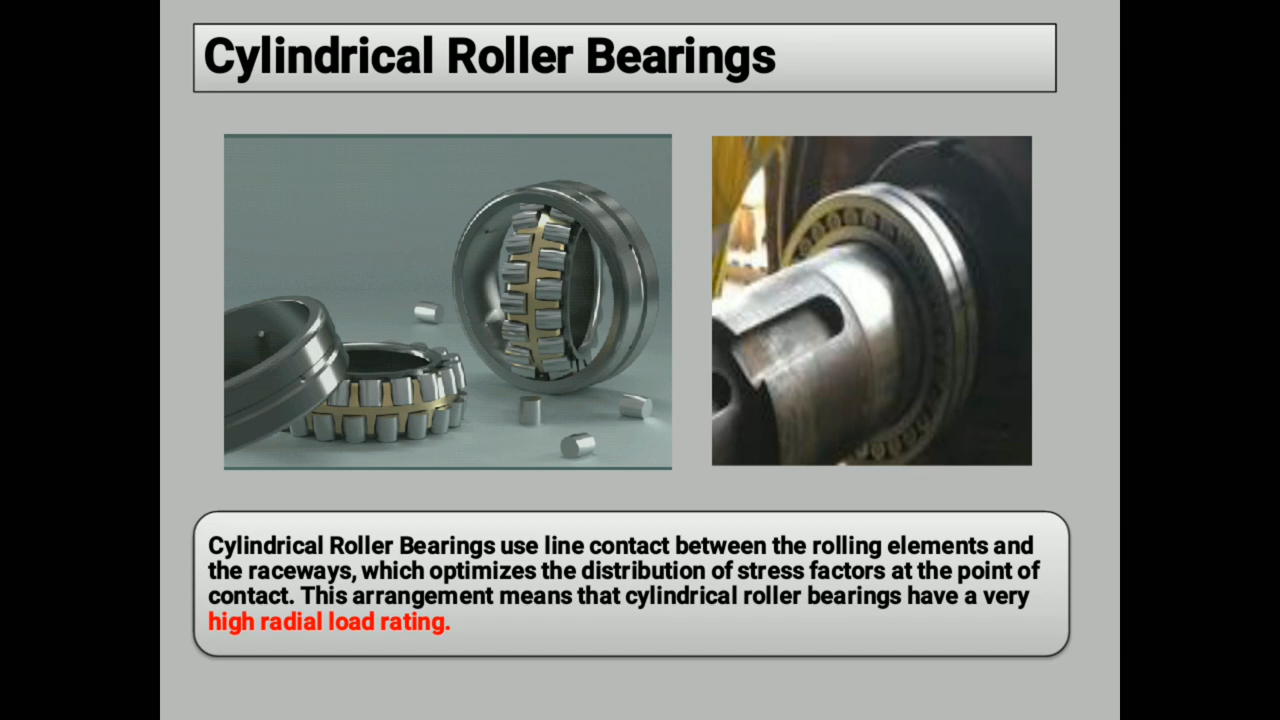 Cylindrical Roller Bearings
Cylindrical Roller Bearings use line contact between the rolling elements and
the raceways, which optimizes the distribution of stress factors at the point of
contact. This arrangement means that cylindrical roller bearings have a very
high radial load rating.